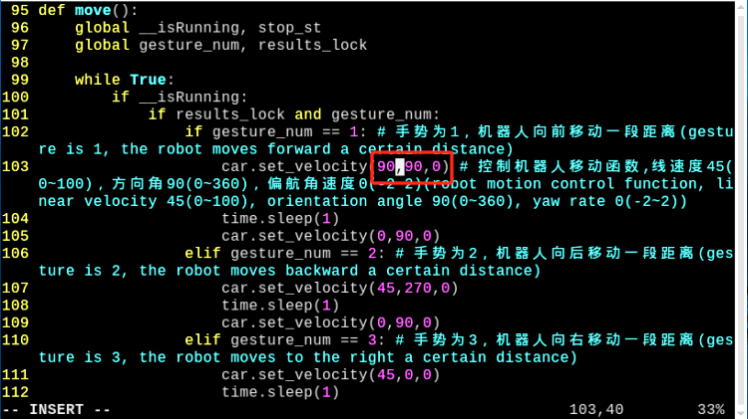 95 def move():
96     global __isRunning, stop_st
97     global gesture_num, results_lock
98
99     while True:
100         if __isRunning:
101             if results_lock and gesture_num:
102                 if gesture_num == 1: # 手势为1,机器人向前移动一段距离(gestu
re is 1, the robot moves forward a certain distance)
103                     car.set_velocity(90,90,0) # 控制机器人移动函数,线速度45(
0~100), 方向角90(0~360), 偏航角速度0(-2~2)(robot motion control function, li
near velocity 45(0~100), orientation angle 90(0~360), yaw rate 0(-2~2))
104                     time.sleep(1)
105                     car.set_velocity(0,90,0)
106                 elif gesture_num == 2: # 手势为2,机器人向后移动一段距离(ges
ture is 2, the robot moves backward a certain distance)
107                     car.set_velocity(45,270,0)
108                     time.sleep(1)
109                     car.set_velocity(0,90,0)
110                 elif gesture_num == 3: # 手势为3,机器人向右移动一段距离(ges
ture is 3, the robot moves to the right a certain distance)
111                     car.set_velocity(45,0,0)
112                     time.sleep(1)
-- INSERT -- 103,40 33%